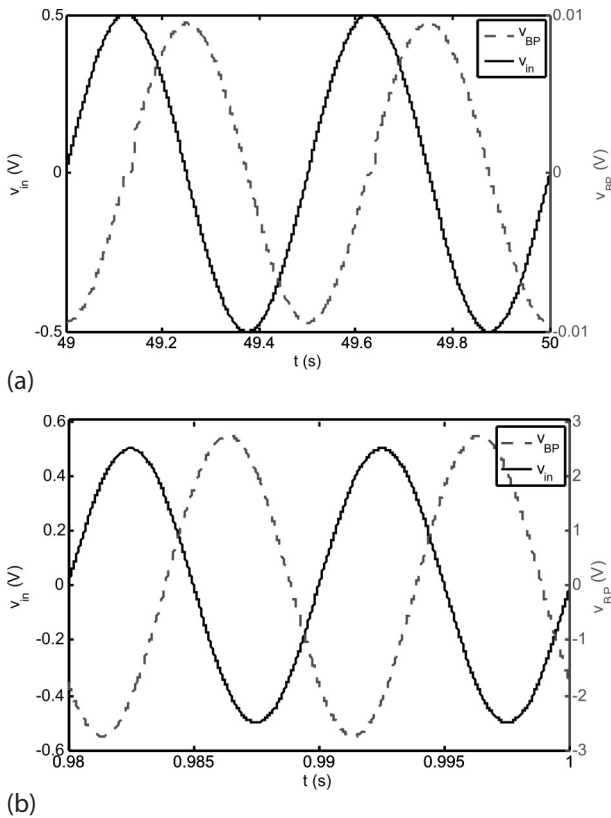 0.5
0.01
v_BP
v_in
v_in (V)
0
0
v_BP (V)
-0.5
-0.01
49
49.2
49.4
49.6
49.8
50
t (s)
(a)
0.6
3
v_BP
v_in
0.4
2
0.2
1
v_in (V)
0
0
v_BP (V)
-0.2
-1
-0.4
-2
-0.6
-3
0.98
0.985
0.99
0.995
1
t (s)
(b)